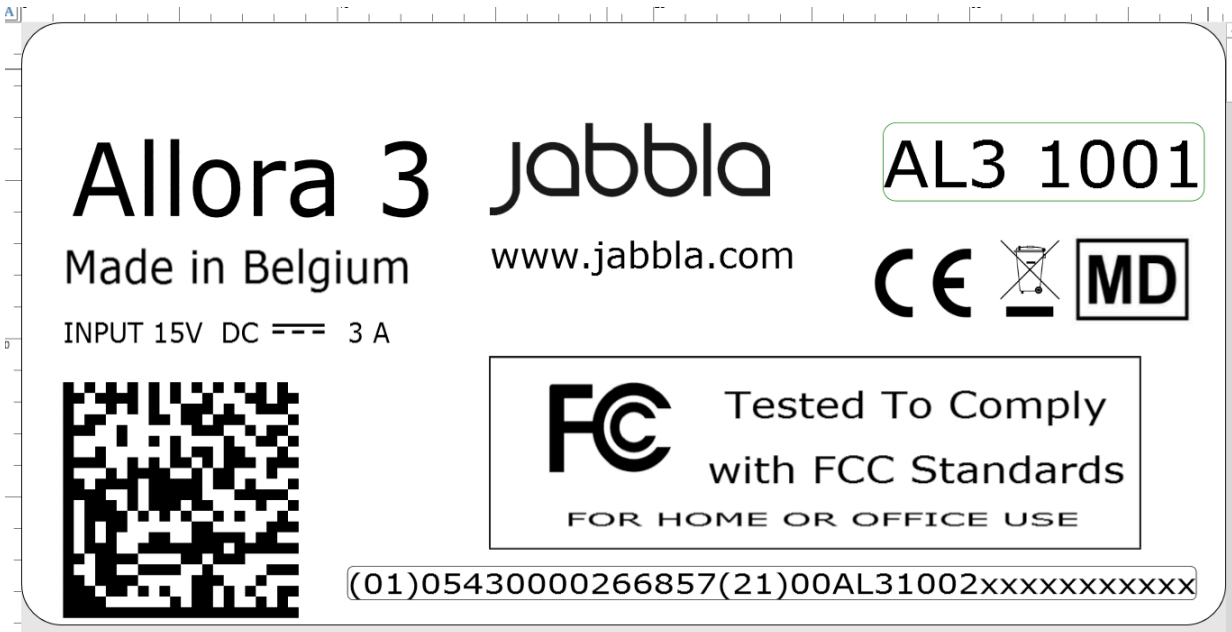 Allora 3
jabbla
AL3 1001
Made in Belgium
www.jabbla.com
CE
MD
INPUT 15V DC 3 A
FC
Tested To Comply
with FCC Standards
FOR HOME OR OFFICE USE
(01)05430000266857(21)00AL31002xxxxxxxxxxx